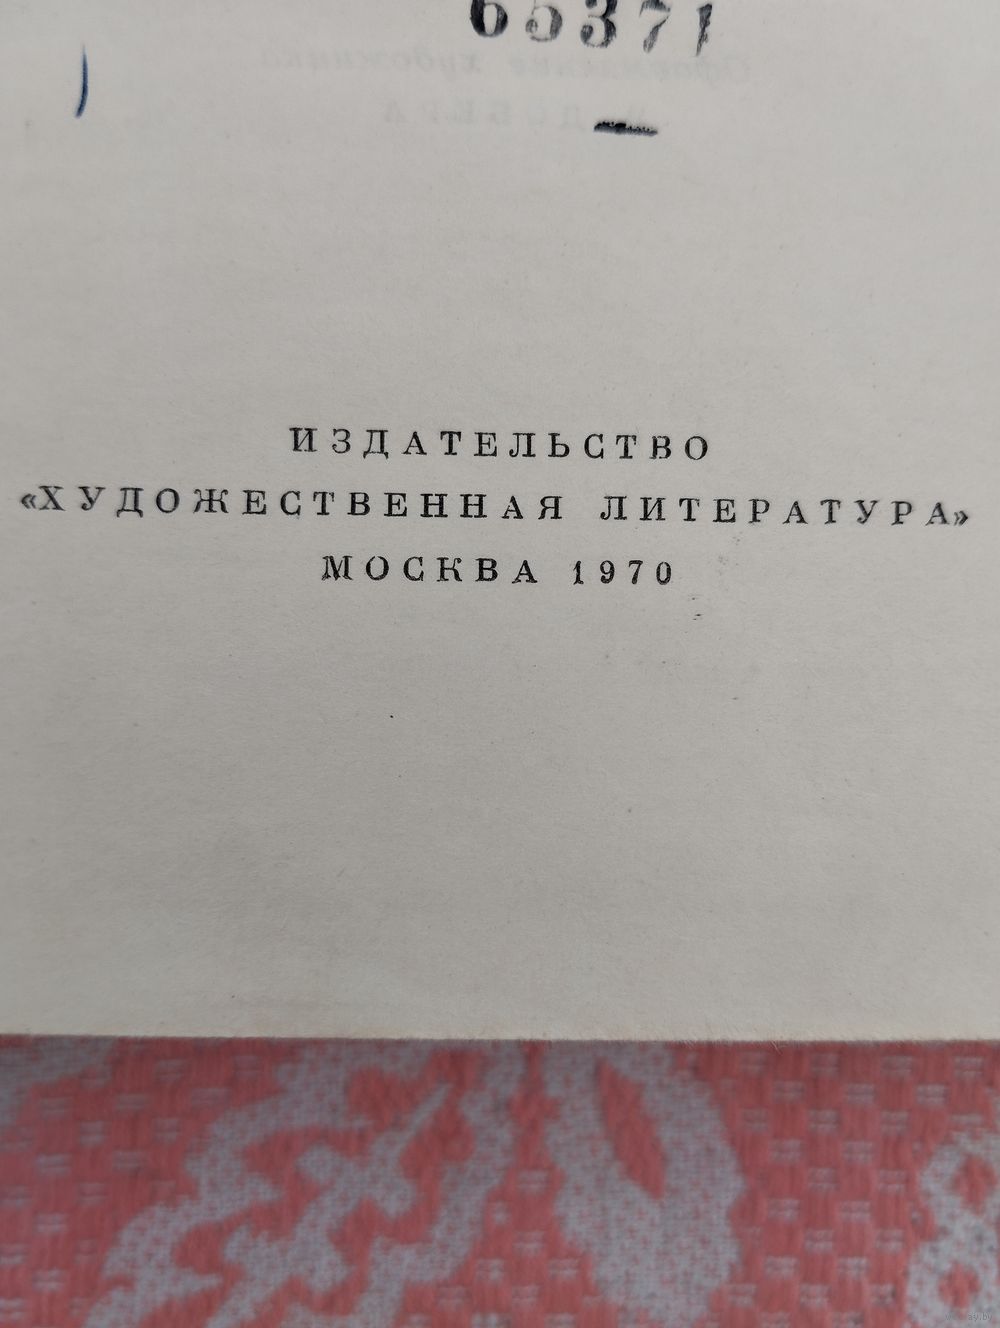 65371
ИЗДАТЕЛЬСТВО
«ХУДОЖЕСТВЕННАЯ ЛИТЕРАТУРА»
МОСКВА 1970